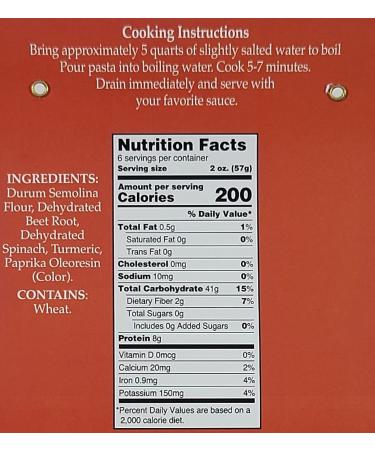 Cooking Instructions
Bring approximately 5 quarts of slightly salted water to boil
Pour pasta into boiling water. Cook 5-7 minutes.
Drain immediately and serve with
your favorite sauce.
INGREDIENTS:
Durum Semolina
Flour, Dehydrated
Beet Root,
Dehydrated
Spinach, Turmeric,
Paprika Oleoresin
(Color).
CONTAINS:
Wheat.
Nutrition Facts
6 servings per container
Serving size 2 oz. (57g)
Amount per serving
Calories 200
% Daily Value*
Total Fat 0.5g 1%
Saturated Fat 0g 0%
Trans Fat 0g
Cholesterol 0mg 0%
Sodium 10mg 0%
Total Carbohydrate 41g 15%
Dietary Fiber 2g 7%
Total Sugars 0g
Includes 0g Added Sugars 0%
Protein 8g
Vitamin D 0mcg 0%
Calcium 20mg 2%
Iron 0.9mg 4%
Potassium 150mg 4%
*Percent Daily Values are based on a
2,000 calorie diet.